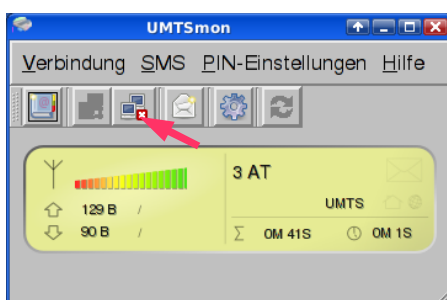 UMTSmon
Verbindung SMS PIN-Einstellungen Hilfe
3 AT
UMTS
129 B /
90 B /
Σ 0M 41S 0M 1S